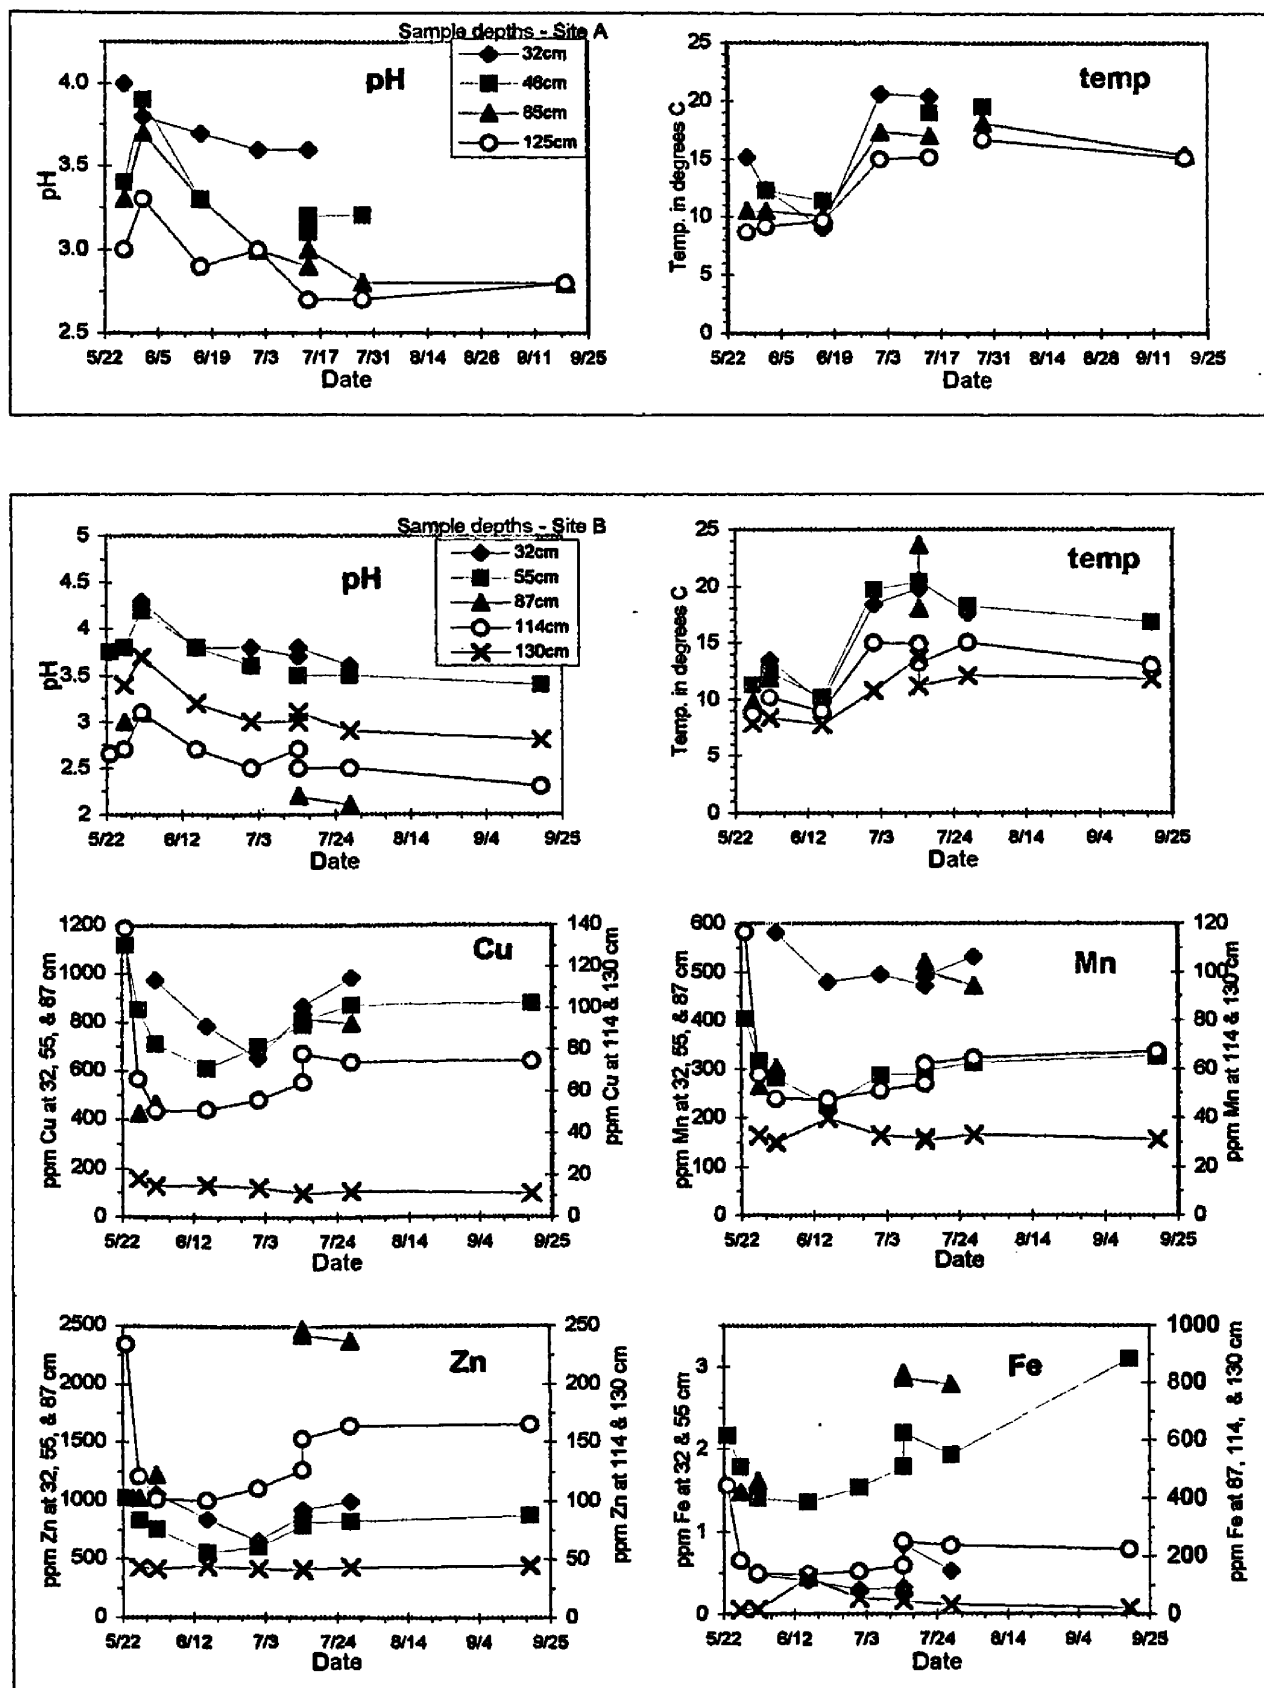 Sample depths - Site A
pH
32cm
46cm
85cm
125cm
4.0
3.5
3.0
2.5
pH
5/22 6/5 6/19 7/3 7/17 7/31 8/14 8/28 9/11 9/25
Date
temp
25
20
15
10
5
0
Temp. in degrees C
5/22 6/5 6/19 7/3 7/17 7/31 8/14 8/28 9/11 9/25
Date
Sample depths - Site B
pH
32cm
55cm
87cm
114cm
130cm
5
4.5
4
3.5
3
2.5
2
pH
5/22 6/12 7/3 7/24 8/14 9/4 9/25
Date
temp
25
20
15
10
5
0
Temp. in degrees C
5/22 6/12 7/3 7/24 8/14 9/4 9/25
Date
Cu
1200
1000
800
600
400
200
0
ppm Cu at 32, 55, & 87 cm
140
120
100
80
60
40
20
0
ppm Cu at 114 & 130 cm
5/22 6/12 7/3 7/24 8/14 9/4 9/25
Date
Mn
600
500
400
300
200
100
0
ppm Mn at 32, 55, & 87 cm
120
100
80
60
40
20
0
ppm Mn at 114 & 130 cm
5/22 6/12 7/3 7/24 8/14 9/4 9/25
Date
Zn
2500
2000
1500
1000
500
0
ppm Zn at 32, 55, & 87 cm
250
200
150
100
50
0
ppm Zn at 114 & 130 cm
5/22 6/12 7/3 7/24 8/14 9/4 9/25
Date
Fe
3
2
1
0
ppm Fe at 32 & 55 cm
1000
800
600
400
200
0
ppm Fe at 87, 114, & 130 cm
5/22 6/12 7/3 7/24 8/14 9/4 9/25
Date